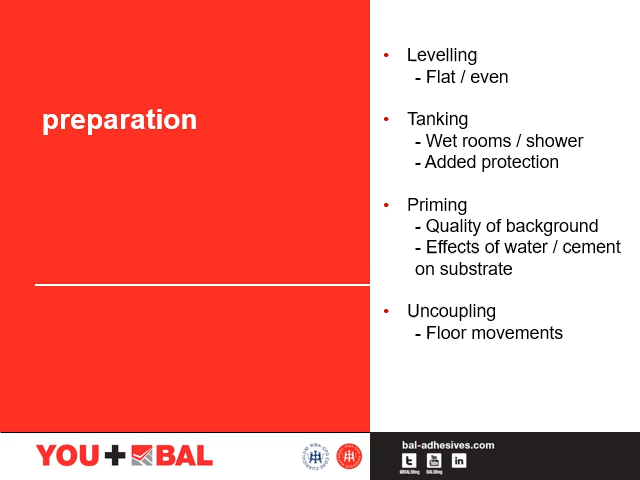 preparation
• Levelling
- Flat / even
• Tanking
- Wet rooms / shower
- Added protection
• Priming
- Quality of background
- Effects of water / cement
on substrate
• Uncoupling
- Floor movements
YOU + BAL
bal-adhesives.com